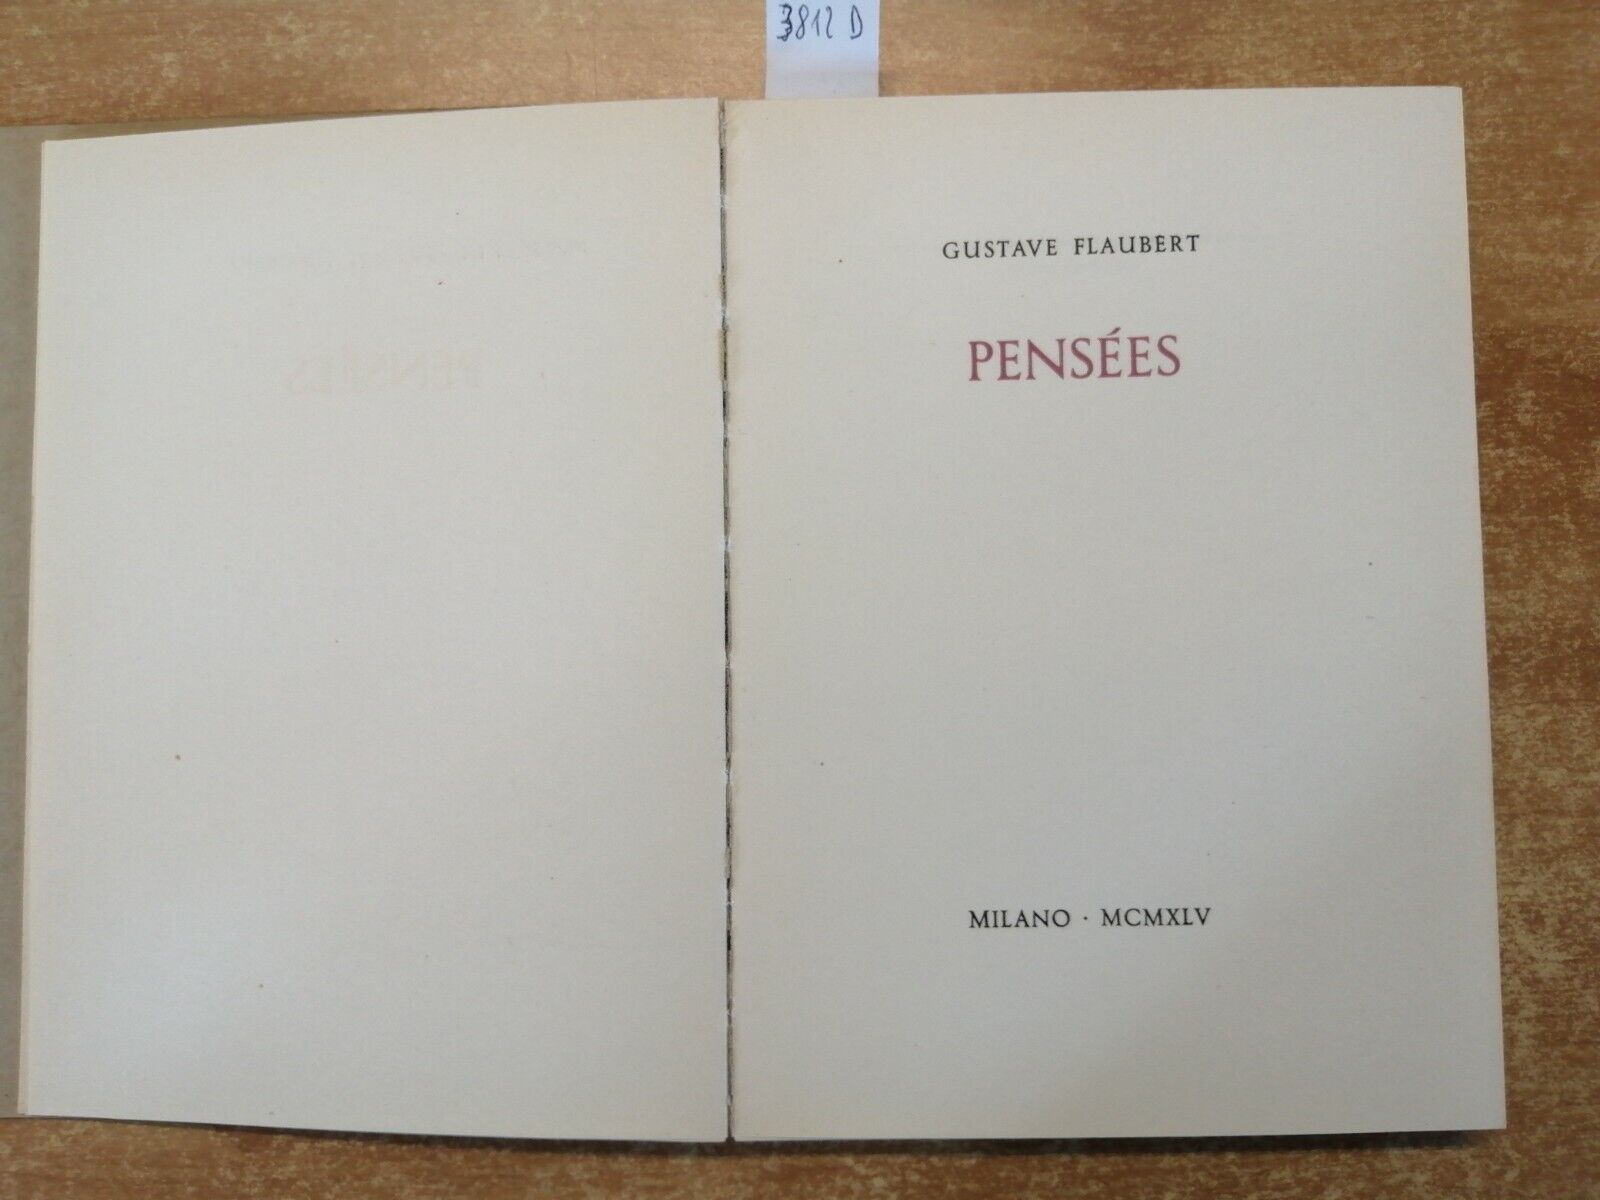 3812 D
GUSTAVE FLAUBERT
PENSÉES
MILANO · MCMXLV